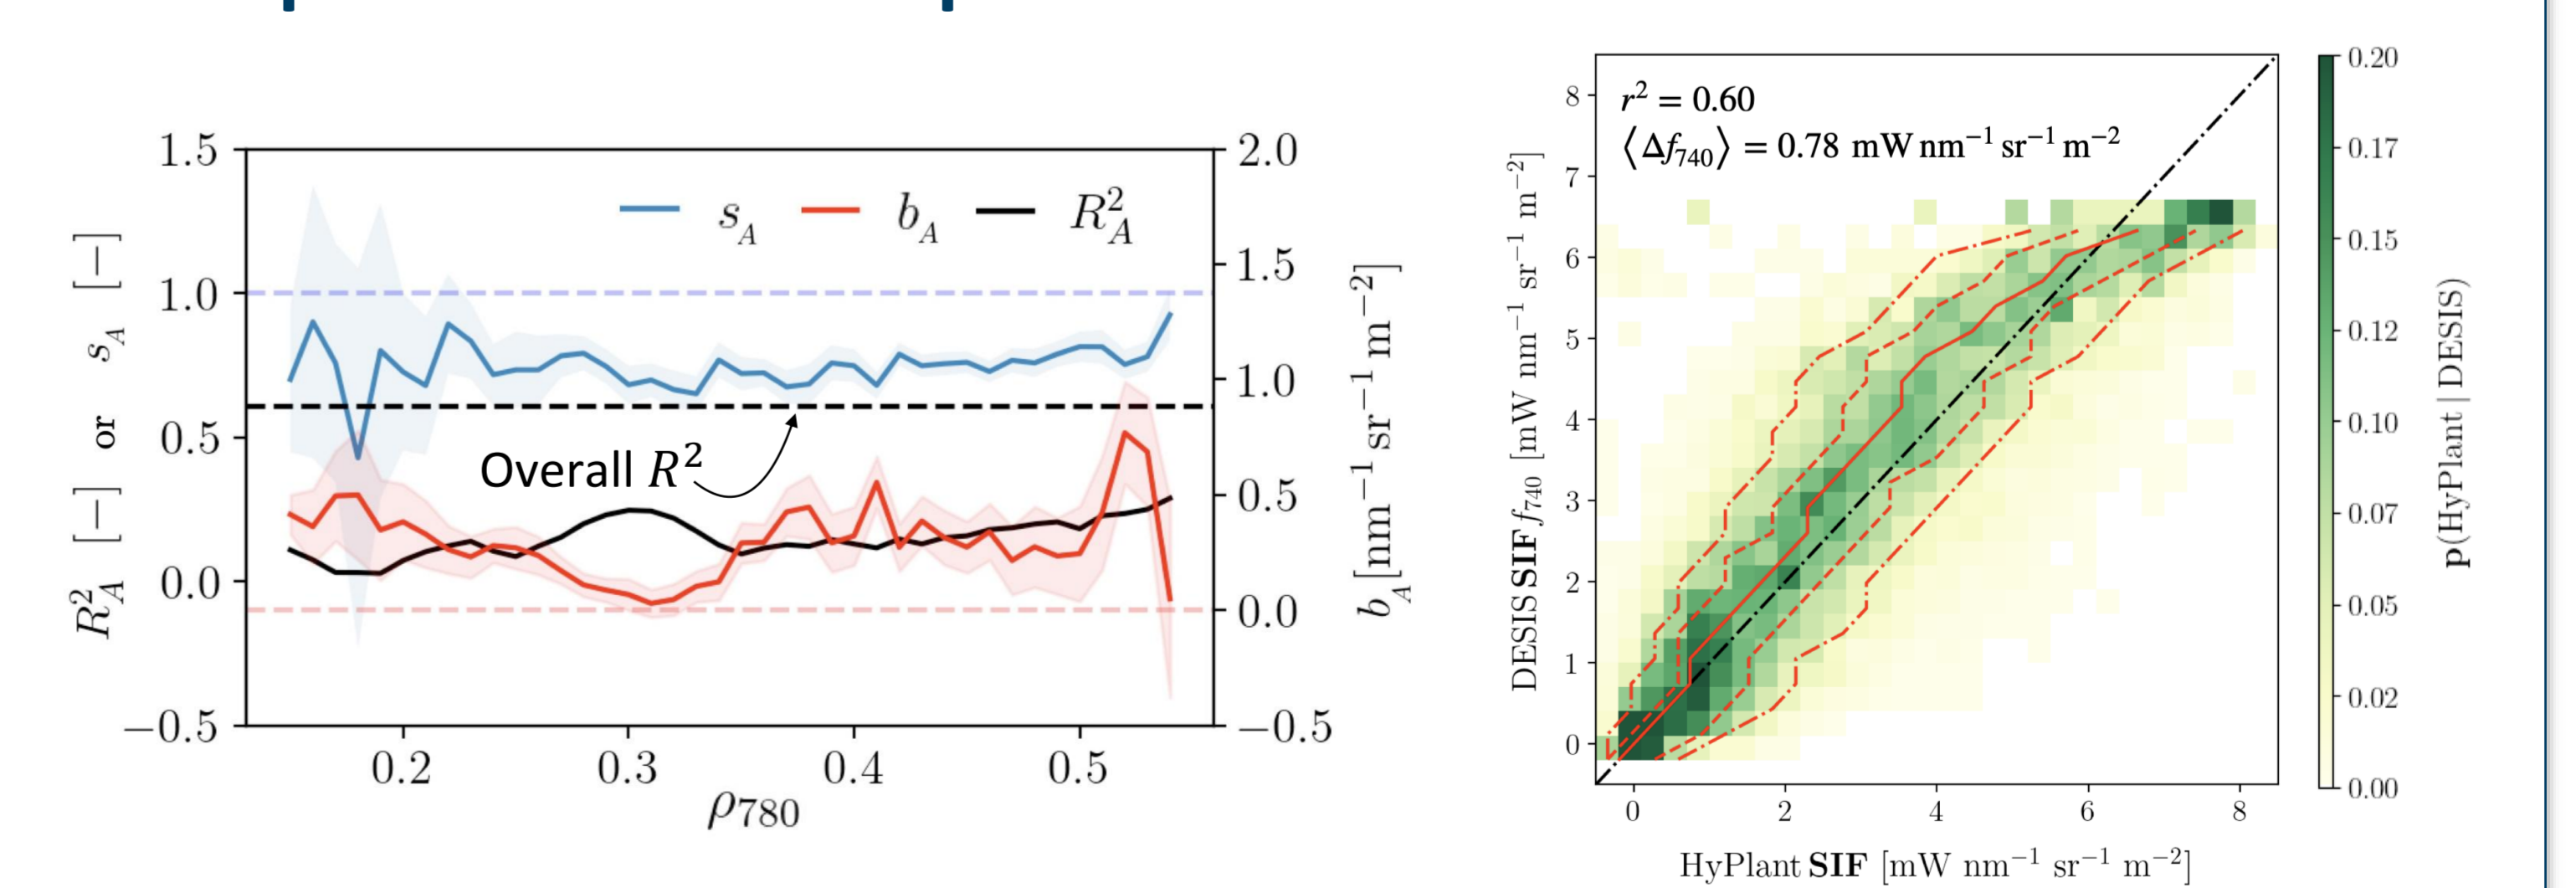 1.5
1.0
0.5
0.0
−0.5
R²_A [−] or s_A [−]
s_A b_A R²_A
Overall R²
0.2 0.3 0.4 0.5
ρ780
2.0
1.5
1.0
0.5
0.0
−0.5
b_A [nm⁻¹ sr⁻¹ m⁻²]
r² = 0.60
⟨Δf740⟩ = 0.78 mW nm⁻¹ sr⁻¹ m⁻²
8
7
6
5
4
3
2
1
0
DESIS SIF f740 [mW nm⁻¹ sr⁻¹ m⁻²]
0 2 4 6 8
HyPlant SIF [mW nm⁻¹ sr⁻¹ m⁻²]
0.20
0.17
0.15
0.12
0.10
0.07
0.05
0.02
0.00
p(HyPlant | DESIS)